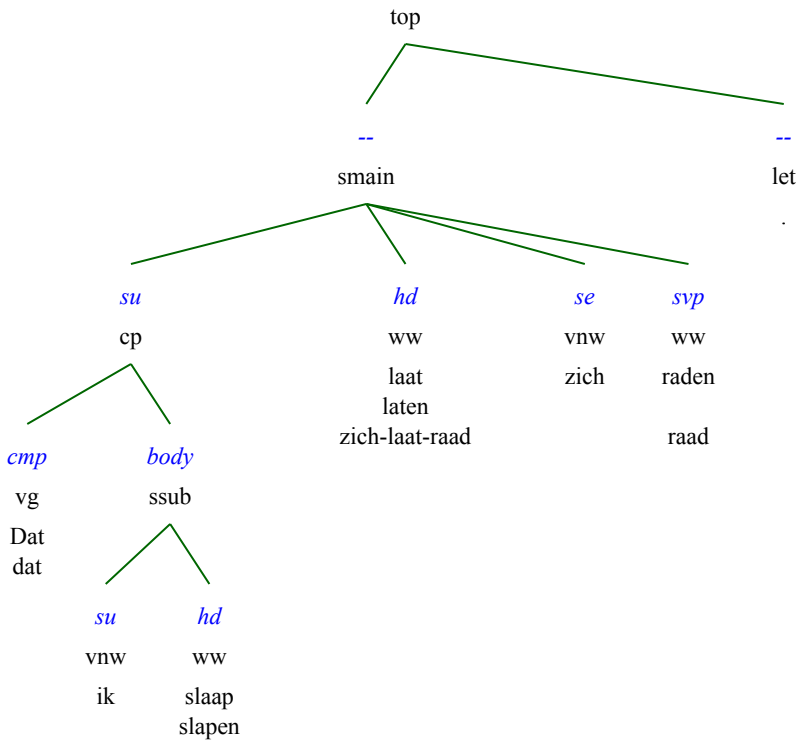 top
-- --
smain let
.
su hd se svp
cp ww vnw ww
laat zich raden
laten
zich-laat-raad raad
cmp body
vg ssub
Dat
dat
su hd
vnw ww
ik slaap
slapen